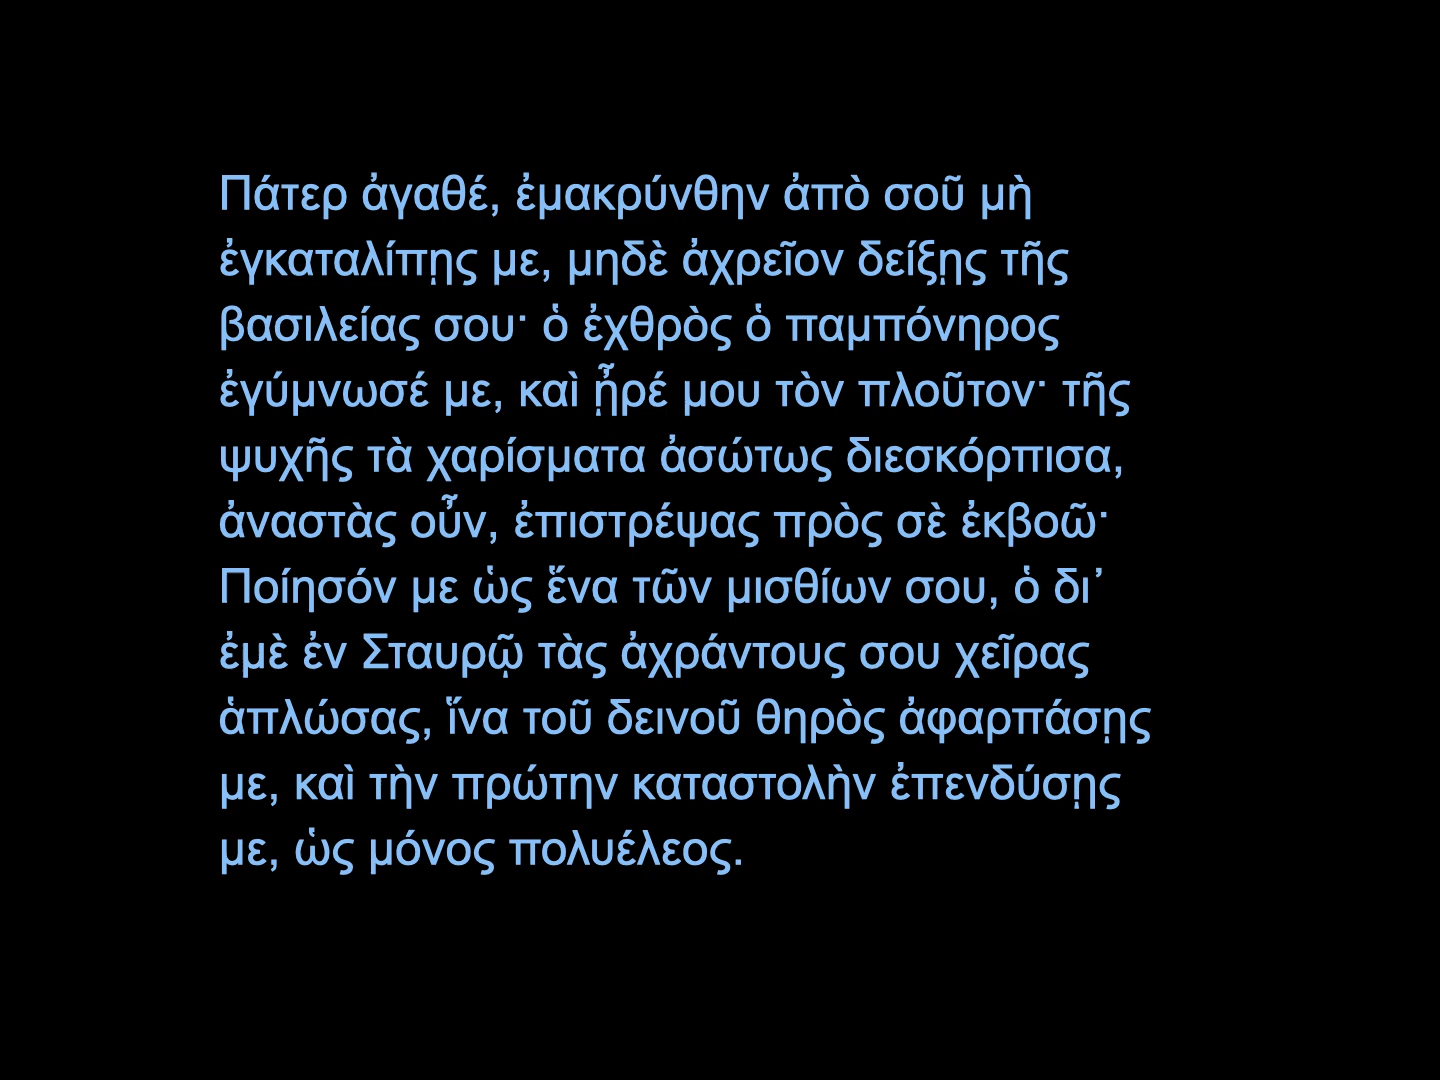 Πάτερ ἀγαθέ, ἐμακρύνθην ἀπὸ σοῦ μὴ
ἐγκαταλίπῃς με, μηδὲ ἀχρεῖον δείξῃς τῆς
βασιλείας σου· ὁ ἐχθρὸς ὁ παμπόνηρος
ἐγύμνωσέ με, καὶ ᾖρέ μου τὸν πλοῦτον· τῆς
ψυχῆς τὰ χαρίσματα ἀσώτως διεσκόρπισα,
ἀναστὰς οὖν, ἐπιστρέψας πρὸς σὲ ἐκβοῶ·
Ποίησόν με ὡς ἕνα τῶν μισθίων σου, ὁ δι᾽
ἐμὲ ἐν Σταυρῷ τὰς ἀχράντους σου χεῖρας
ἁπλώσας, ἵνα τοῦ δεινοῦ θηρὸς ἀφαρπάσῃς
με, καὶ τὴν πρώτην καταστολὴν ἐπενδύσῃς
με, ὡς μόνος πολυέλεος.